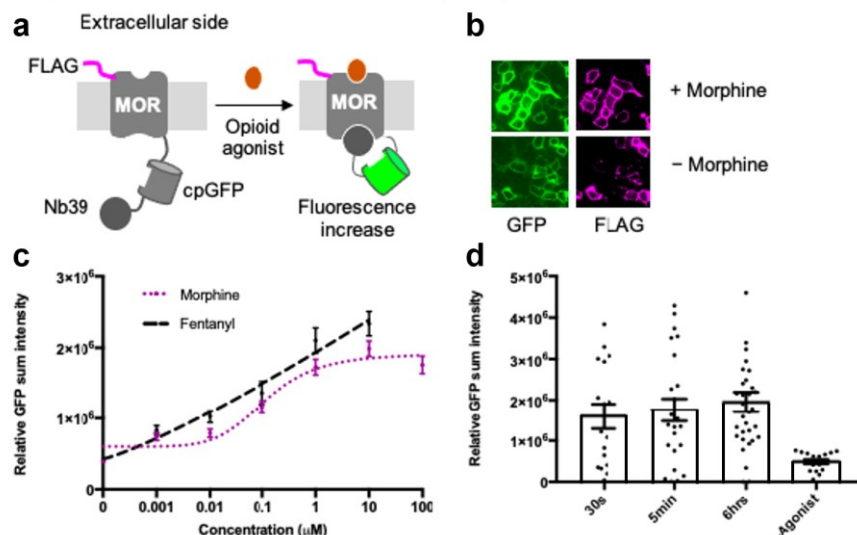 a
Extracellular side
FLAG
MOR
Opioid
agonist
MOR
Nb39
cpGFP
Fluorescence
increase
b
+ Morphine
− Morphine
GFP
FLAG
c
Relative GFP sum intensity
3×10⁶
2×10⁶
1×10⁶
0
Morphine
Fentanyl
0 0.001 0.01 0.1 1 10 100
Concentration (μM)
d
Relative GFP sum intensity
5×10⁶
4×10⁶
3×10⁶
2×10⁶
1×10⁶
0
30s 5min 6hrs Agonist